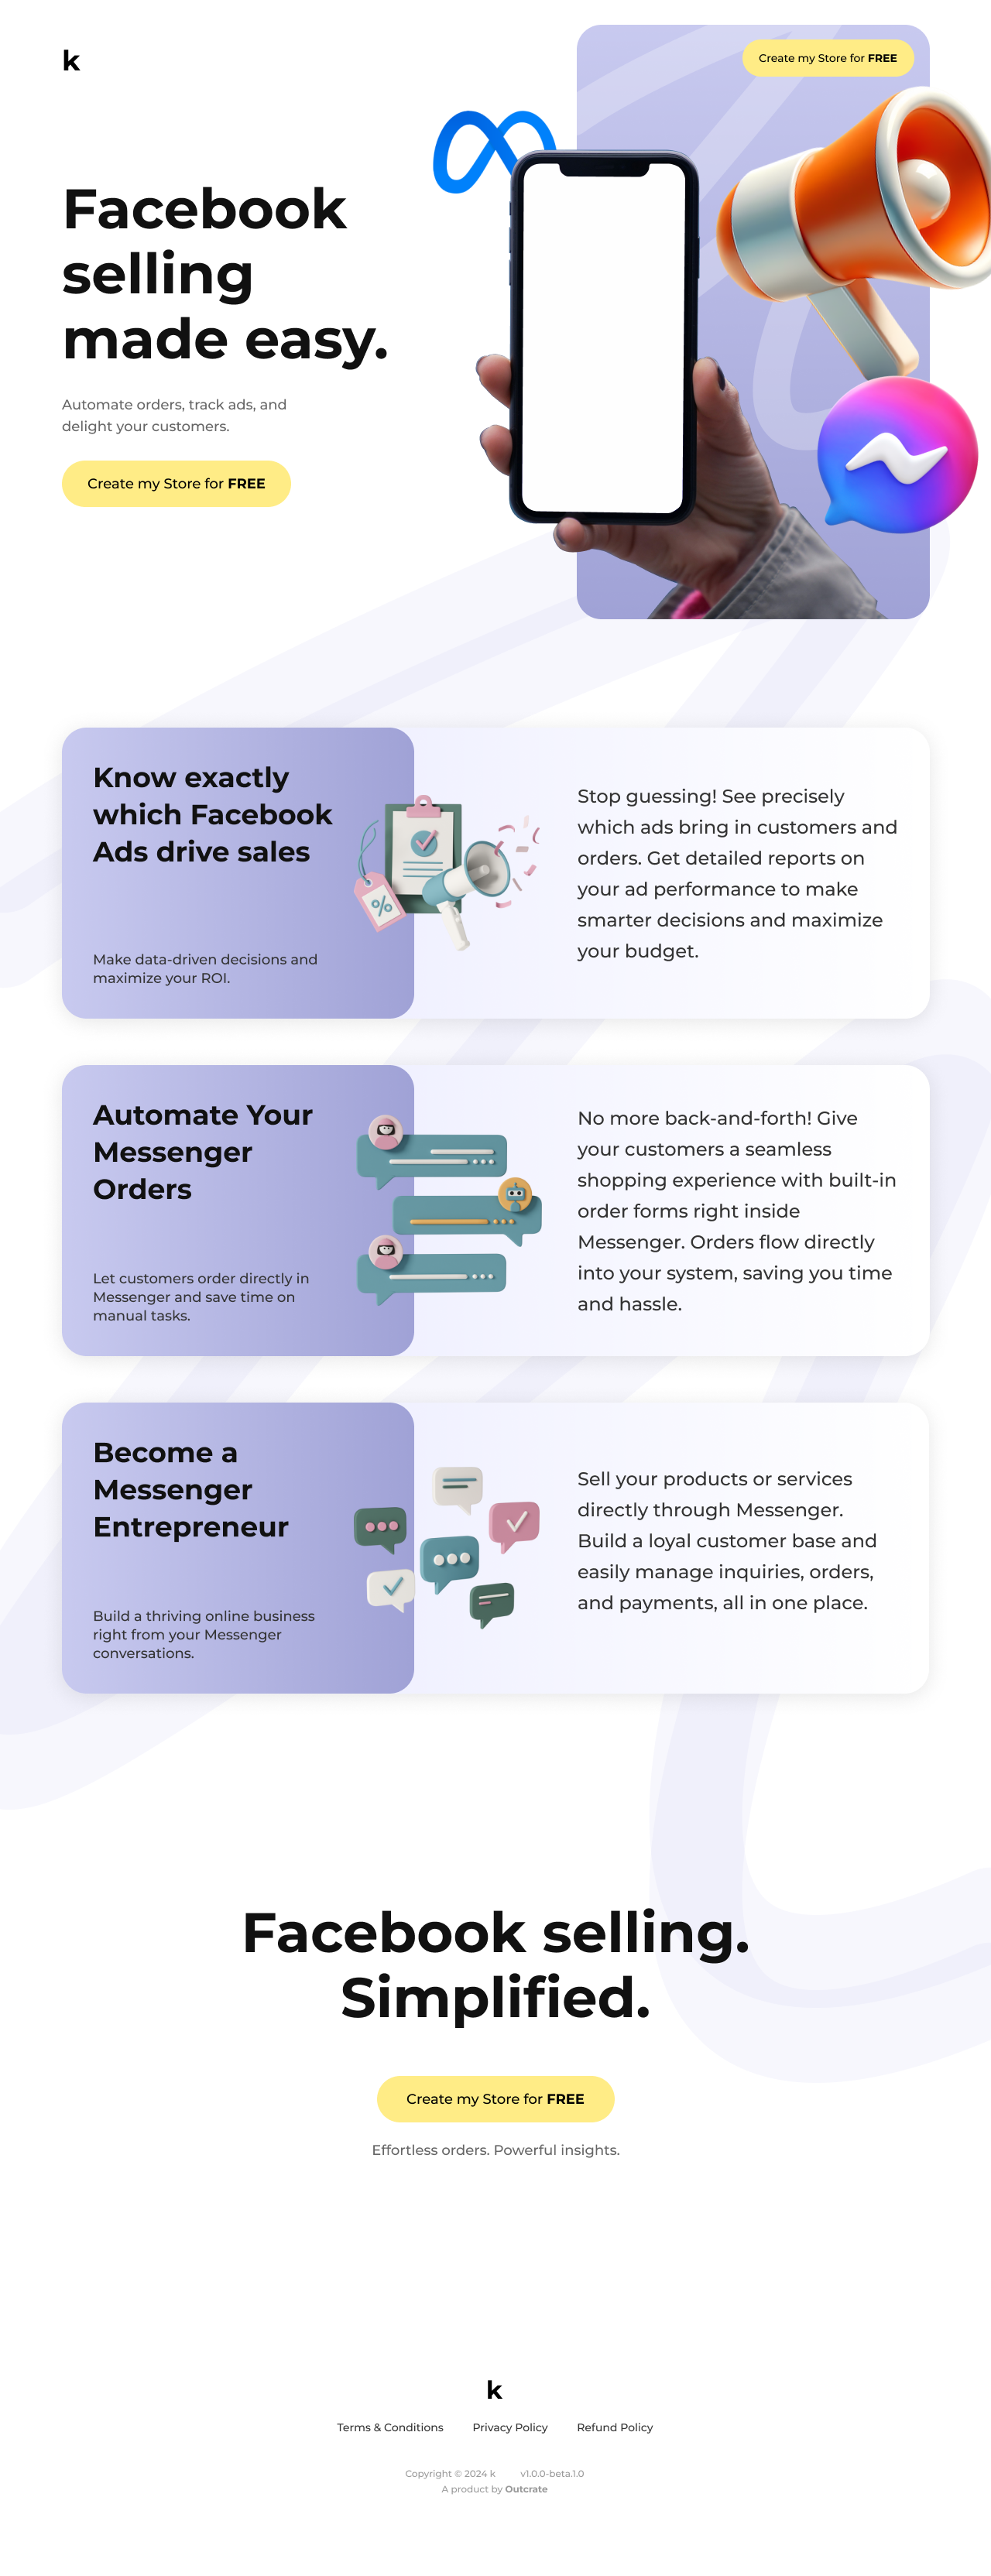 k
Create my Store for FREE
Facebook
selling
made easy.
Automate orders, track ads, and
delight your customers.
Create my Store for FREE
Know exactly
which Facebook
Ads drive sales
Make data-driven decisions and
maximize your ROI.
%
Stop guessing! See precisely
which ads bring in customers and
orders. Get detailed reports on
your ad performance to make
smarter decisions and maximize
your budget.
Automate Your
Messenger
Orders
Let customers order directly in
Messenger and save time on
manual tasks.
No more back-and-forth! Give
your customers a seamless
shopping experience with built-in
order forms right inside
Messenger. Orders flow directly
into your system, saving you time
and hassle.
Become a
Messenger
Entrepreneur
Build a thriving online business
right from your Messenger
conversations.
Sell your products or services
directly through Messenger.
Build a loyal customer base and
easily manage inquiries, orders,
and payments, all in one place.
Facebook selling.
Simplified.
Create my Store for FREE
Effortless orders. Powerful insights.
k
Terms & Conditions Privacy Policy Refund Policy
Copyright © 2024 k v1.0.0-beta.1.0
A product by Outcrate